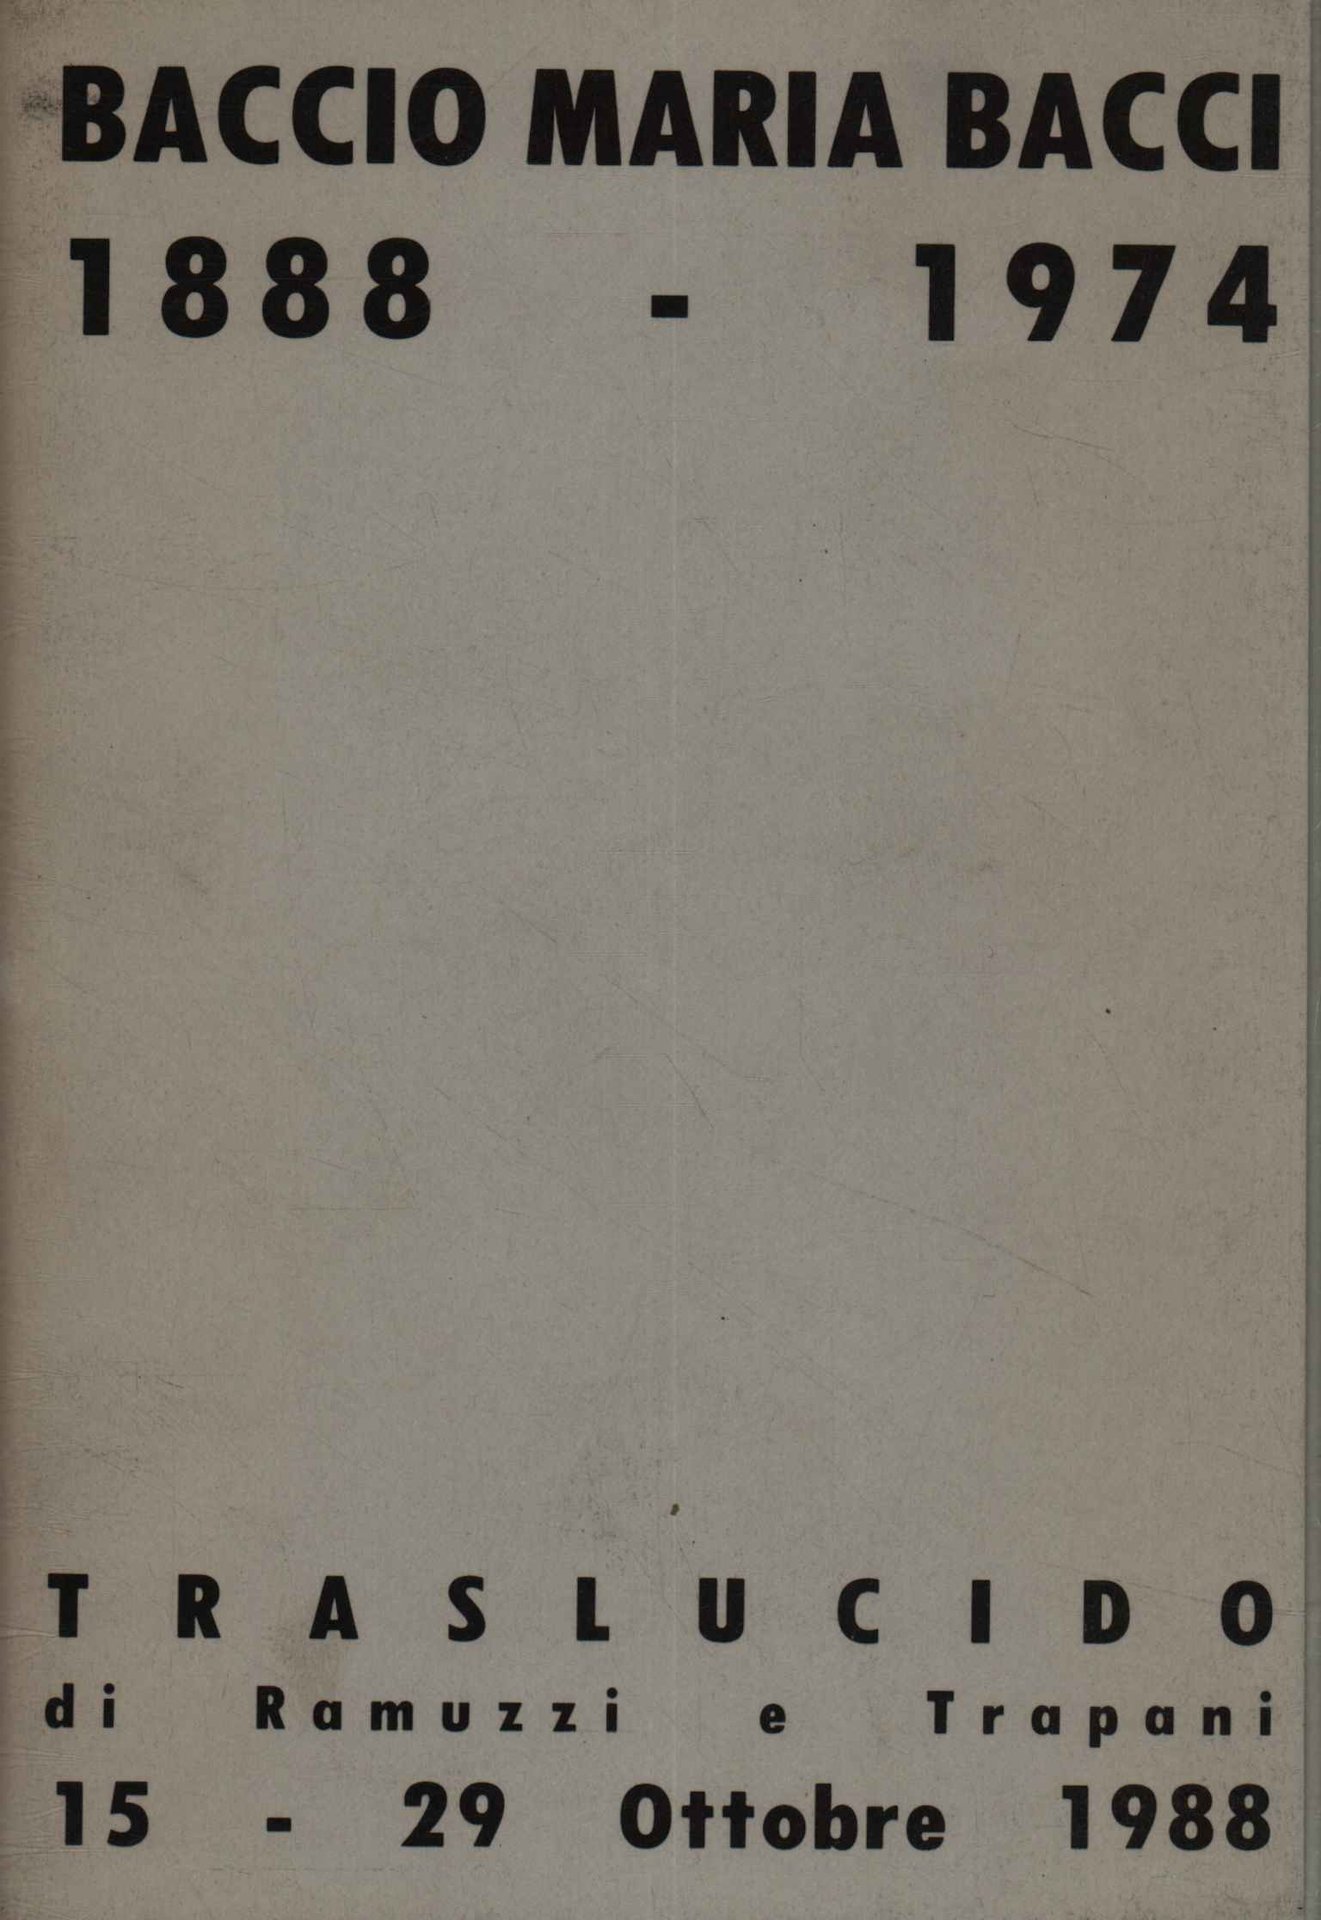 BACCIO MARIA BACCI
1888 - 1974
TRASLUCIDO
di Ramuzzi e Trapani
15 - 29 Ottobre 1988